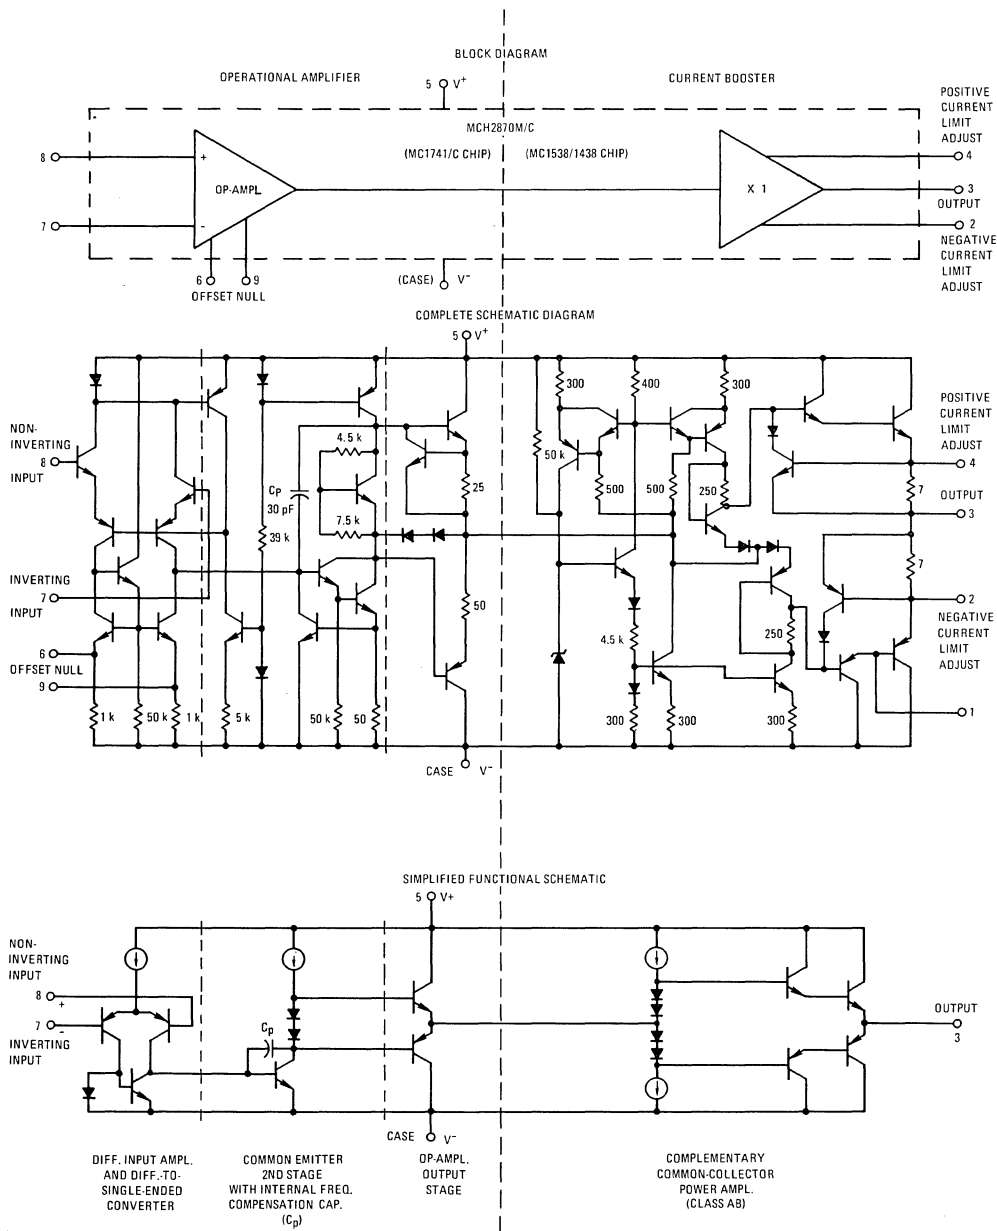 BLOCK DIAGRAM
OPERATIONAL AMPLIFIER
5 V+
CURRENT BOOSTER
POSITIVE
CURRENT
LIMIT
ADJUST
MCH2870M/C
(MC1741/C CHIP)
(MC1538/1438 CHIP)
8
+
OP-AMPL
-
7
X 1
4
3
OUTPUT
2
NEGATIVE
CURRENT
LIMIT
ADJUST
6
9
OFFSET NULL
(CASE)
V-
COMPLETE SCHEMATIC DIAGRAM
5 V+
300
400
300
NON-
INVERTING
8
INPUT
4.5 k
CP
30 pF
7.5 k
39 k
25
50 k
500
500
250
POSITIVE
CURRENT
LIMIT
ADJUST
4
7
OUTPUT
3
7
INVERTING
7
INPUT
50
4.5 k
250
2
NEGATIVE
CURRENT
LIMIT
ADJUST
6
OFFSET NULL
9
1 k
50 k
1 k
5 k
50 k
50
300
300
300
1
CASE
V-
SIMPLIFIED FUNCTIONAL SCHEMATIC
5 V+
NON-
INVERTING
INPUT
8
+
7
-
INVERTING
INPUT
Cp
OUTPUT
3
CASE
V-
DIFF. INPUT AMPL.
AND DIFF.-TO-
SINGLE-ENDED
CONVERTER
COMMON EMITTER
2ND STAGE
WITH INTERNAL FREQ.
COMPENSATION CAP.
(Cp)
OP-AMPL.
OUTPUT
STAGE
COMPLEMENTARY
COMMON-COLLECTOR
POWER AMPL.
(CLASS AB)